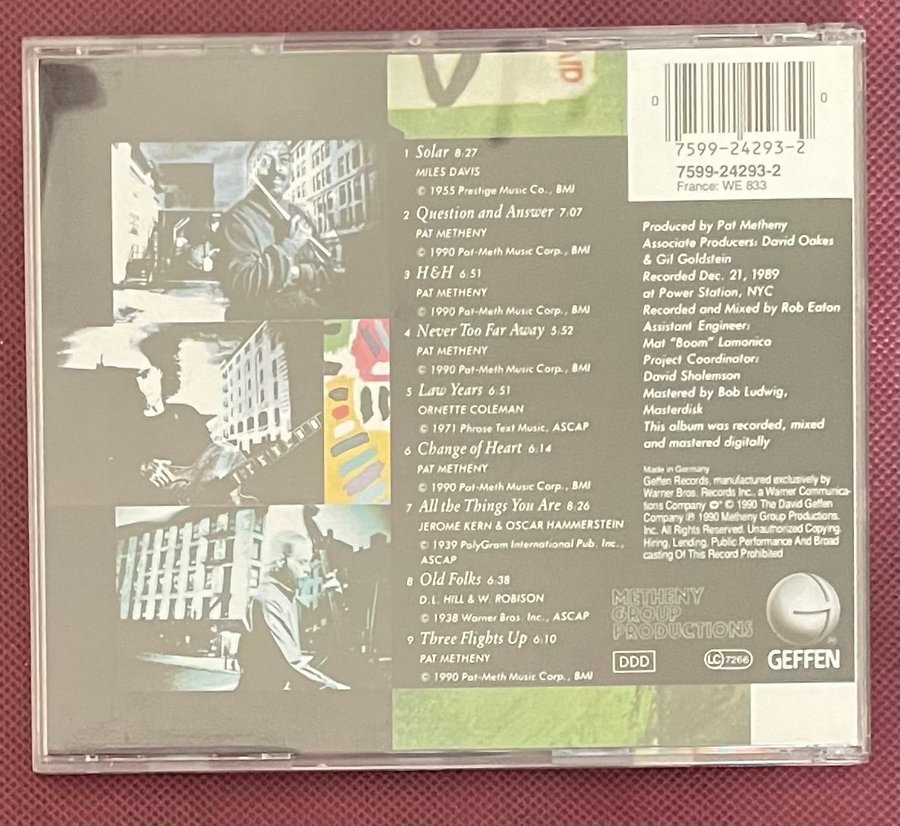 AID
0 0
7599-24293-2
7599-24293-2
France: WE 833
1 Solar 8:27
MILES DAVIS
© 1955 Prestige Music Co., BMI
2 Question and Answer 7:07
PAT METHENY
© 1990 Pat-Meth Music Corp., BMI
3 H&H 6:51
PAT METHENY
© 1990 Pat-Meth Music Corp., BMI
4 Never Too Far Away 5:52
PAT METHENY
© 1990 Pat-Meth Music Corp., BMI
5 Law Years 6:51
ORNETTE COLEMAN
© 1971 Phrase Text Music, ASCAP
6 Change of Heart 6:14
PAT METHENY
© 1990 Pat-Meth Music Corp., BMI
7 All the Things You Are 8:26
JEROME KERN & OSCAR HAMMERSTEIN
© 1939 PolyGram International Pub. Inc.,
ASCAP
8 Old Folks 6:38
D.L. HILL & W. ROBISON
© 1938 Warner Bros. Inc., ASCAP
9 Three Flights Up 6:10
PAT METHENY
© 1990 Pat-Meth Music Corp., BMI
Produced by Pat Metheny
Associate Producers: David Oakes
& Gil Goldstein
Recorded Dec. 21, 1989
at Power Station, NYC
Recorded and Mixed by Rob Eaton
Assistant Engineer:
Mat "Boom" Lamonica
Project Coordinator:
David Sholemson
Mastered by Bob Ludwig,
Masterdisk
This album was recorded, mixed
and mastered digitally
Made in Germany
Geffen Records, manufactured exclusively by
Warner Bros. Records Inc., a Warner Communica-
tions Company © 1990 The David Geffen
Company ℗ 1990 Metheny Group Productions,
Inc. All Rights Reserved. Unauthorized Copying,
Hiring, Lending, Public Performance And Broad
casting Of This Record Prohibited
METHENY
GROUP
PRODUCTIONS
DDD
LC 7266
GEFFEN